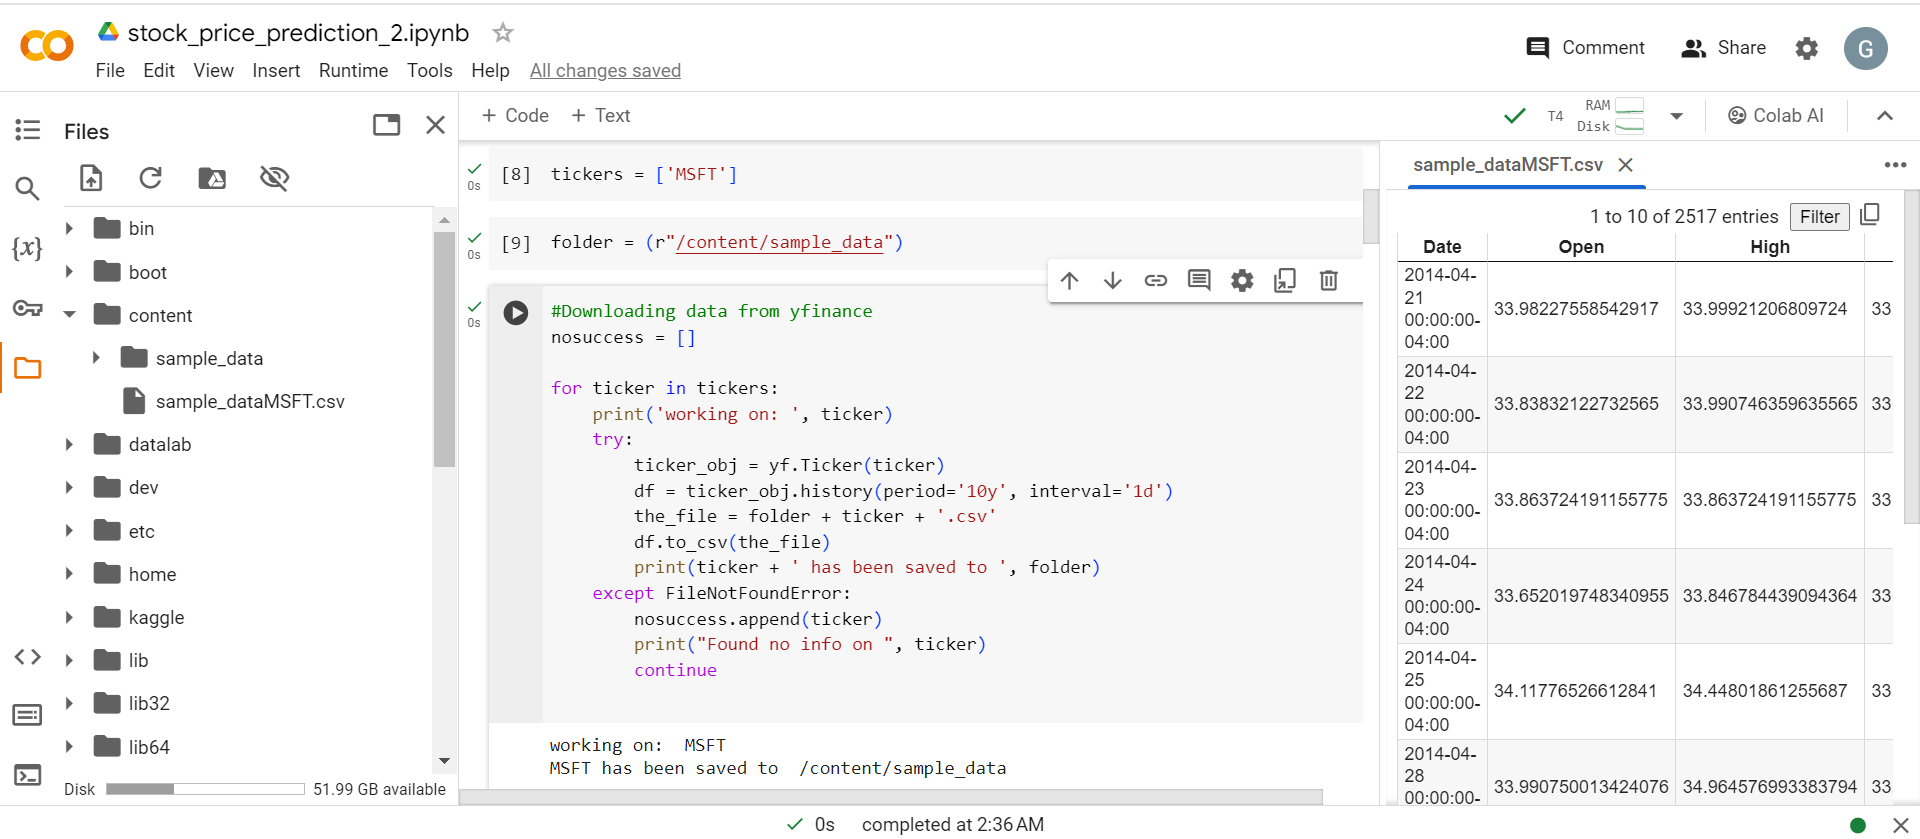 stock_price_prediction_2.ipynb
File Edit View Insert Runtime Tools Help All changes saved
Comment
Share
G
Files
bin
boot
content
sample_data
sample_dataMSFT.csv
datalab
dev
etc
home
kaggle
lib
lib32
lib64
Disk 51.99 GB available
{x}
+ Code + Text
T4
RAM
Disk
Colab AI
0s
[8] tickers = ['MSFT']
0s
[9] folder = (r"/content/sample_data")
0s
#Downloading data from yfinance
nosuccess = []
for ticker in tickers:
    print('working on: ', ticker)
    try:
        ticker_obj = yf.Ticker(ticker)
        df = ticker_obj.history(period='10y', interval='1d')
        the_file = folder + ticker + '.csv'
        df.to_csv(the_file)
        print(ticker + ' has been saved to ', folder)
    except FileNotFoundError:
        nosuccess.append(ticker)
        print("Found no info on ", ticker)
        continue
working on:  MSFT
MSFT has been saved to  /content/sample_data
sample_dataMSFT.csv
1 to 10 of 2517 entries Filter
Date Open High
2014-04-
21
00:00:00-
04:00
33.98227558542917 33.99921206809724 33
2014-04-
22
00:00:00-
04:00
33.83832122732565 33.990746359635565 33
2014-04-
23
00:00:00-
04:00
33.863724191155775 33.863724191155775 33
2014-04-
24
00:00:00-
04:00
33.652019748340955 33.846784439094364 33
2014-04-
25
00:00:00-
04:00
34.11776526612841 34.44801861255687 33
2014-04-
28
00:00:00-
33.990750013424076 34.964576993383794 33
0s completed at 2:36 AM